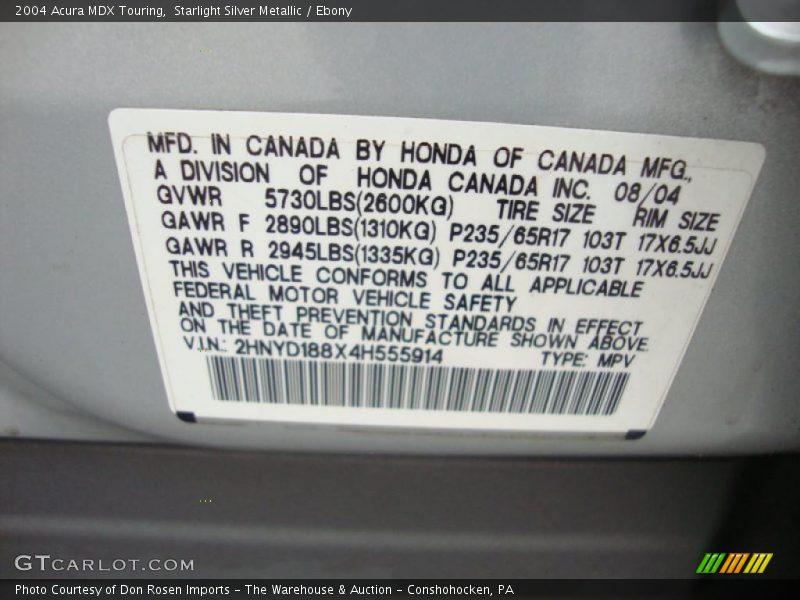 2004 Acura MDX Touring,  Starlight Silver Metallic / Ebony
MFD. IN CANADA BY HONDA OF CANADA MFG.,
A DIVISION OF HONDA CANADA INC. 08/04
GVWR 5730LBS(2600KG) TIRE SIZE RIM SIZE
GAWR F 2890LBS(1310KG) P235/65R17 103T 17X6.5JJ
GAWR R 2945LBS(1335KG) P235/65R17 103T 17X6.5JJ
THIS VEHICLE CONFORMS TO ALL APPLICABLE
FEDERAL MOTOR VEHICLE SAFETY
AND THEFT PREVENTION STANDARDS IN EFFECT
ON THE DATE OF MANUFACTURE SHOWN ABOVE.
V.I.N.: 2HNYD188X4H555914 TYPE: MPV
GTCARLOT.COM
Photo Courtesy of Don Rosen Imports - The Warehouse & Auction - Conshohocken, PA